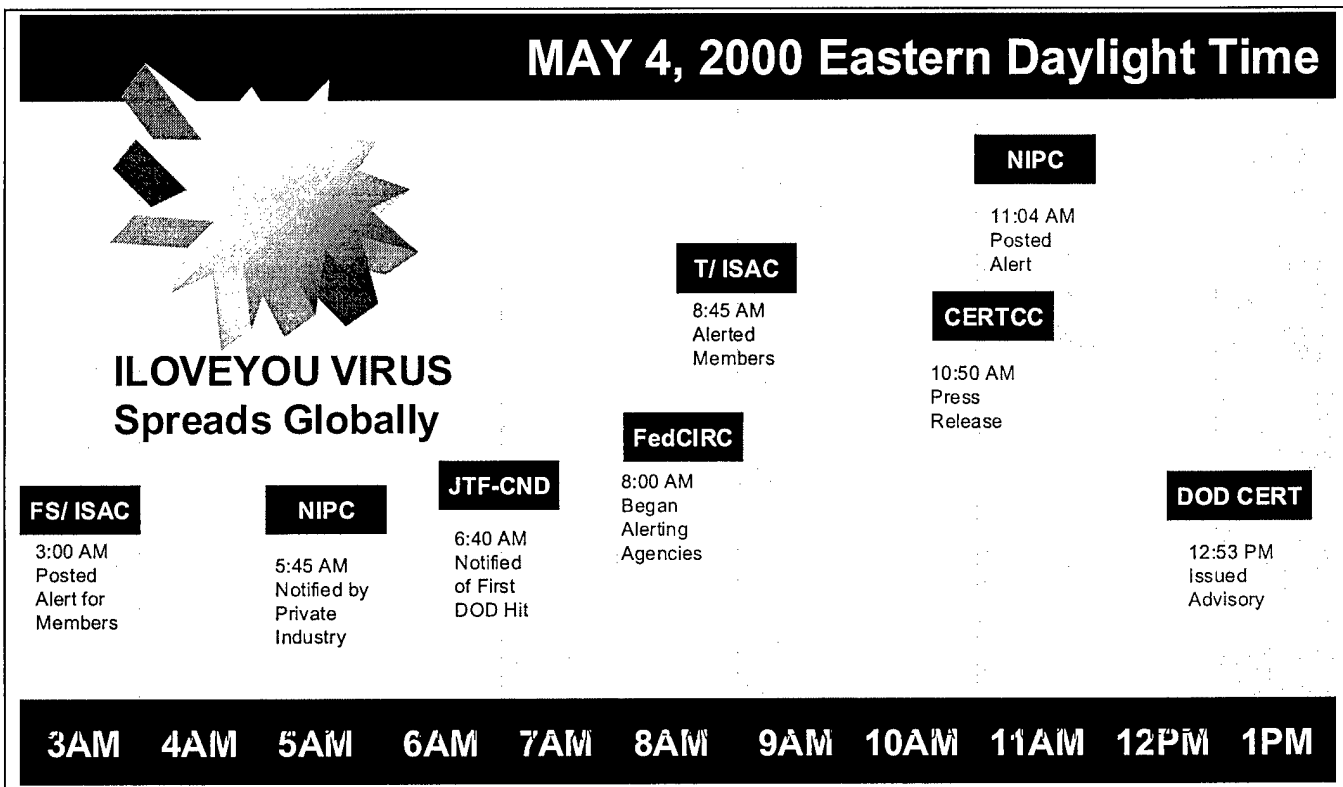 MAY 4, 2000 Eastern Daylight Time
ILOVEYOU VIRUS
Spreads Globally
FS/ ISAC
3:00 AM
Posted
Alert for
Members
NIPC
5:45 AM
Notified by
Private
Industry
JTF-CND
6:40 AM
Notified
of First
DOD Hit
FedCIRC
8:00 AM
Began
Alerting
Agencies
T/ ISAC
8:45 AM
Alerted
Members
CERTCC
10:50 AM
Press
Release
NIPC
11:04 AM
Posted
Alert
DOD CERT
12:53 PM
Issued
Advisory
3AM 4AM 5AM 6AM 7AM 8AM 9AM 10AM 11AM 12PM 1PM